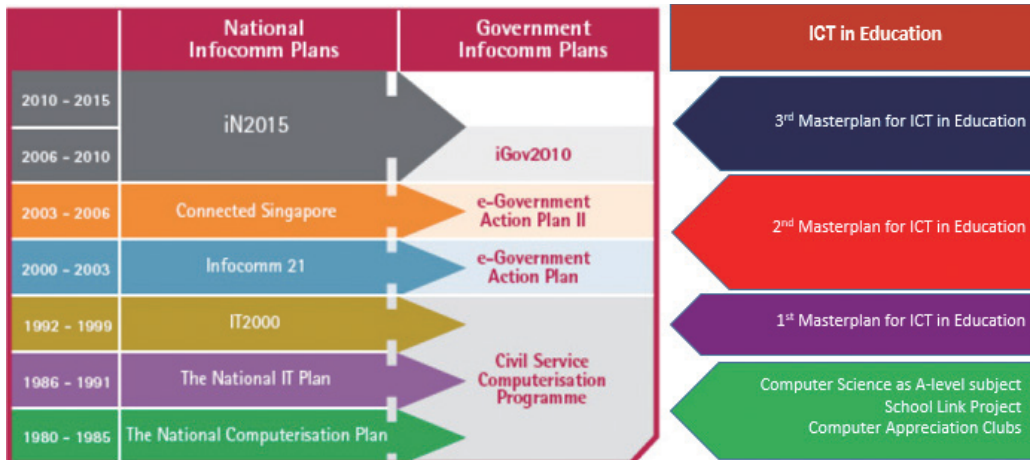 National
Infocomm Plans
Government
Infocomm Plans
ICT in Education
2010 - 2015
iN2015
3rd Masterplan for ICT in Education
2006 - 2010
iGov2010
2003 - 2006
Connected Singapore
e-Government
Action Plan II
2nd Masterplan for ICT in Education
2000 - 2003
Infocomm 21
e-Government
Action Plan
1992 - 1999
IT2000
1st Masterplan for ICT in Education
1986 - 1991
The National IT Plan
Civil Service
Computerisation
Programme
Computer Science as A-level subject
School Link Project
Computer Appreciation Clubs
1980 - 1985
The National Computerisation Plan